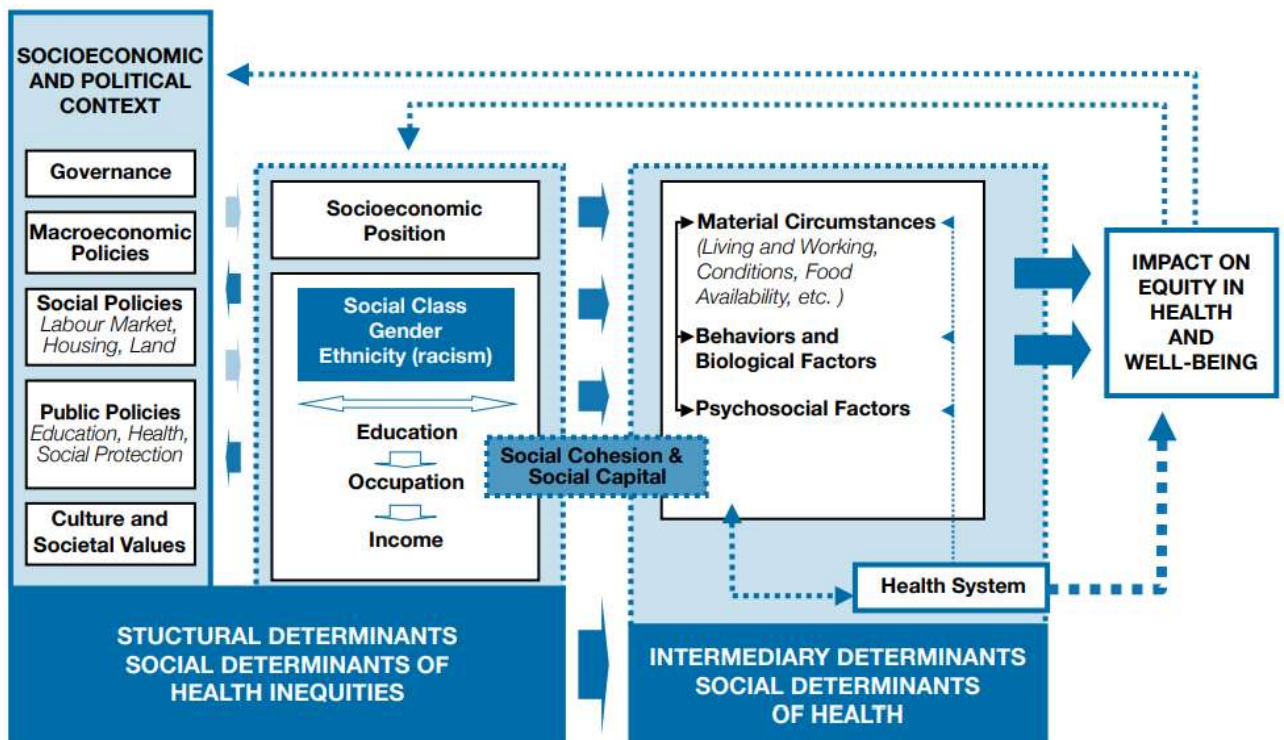 SOCIOECONOMIC
AND POLITICAL
CONTEXT
Governance
Macroeconomic
Policies
Social Policies
Labour Market,
Housing, Land
Public Policies
Education, Health,
Social Protection
Culture and
Societal Values
Socioeconomic
Position
Social Class
Gender
Ethnicity (racism)
Education
Occupation
Income
Social Cohesion &
Social Capital
Material Circumstances
(Living and Working,
Conditions, Food
Availability, etc. )
Behaviors and
Biological Factors
Psychosocial Factors
Health System
IMPACT ON
EQUITY IN
HEALTH
AND
WELL-BEING
STUCTURAL DETERMINANTS
SOCIAL DETERMINANTS OF
HEALTH INEQUITIES
INTERMEDIARY DETERMINANTS
SOCIAL DETERMINANTS
OF HEALTH